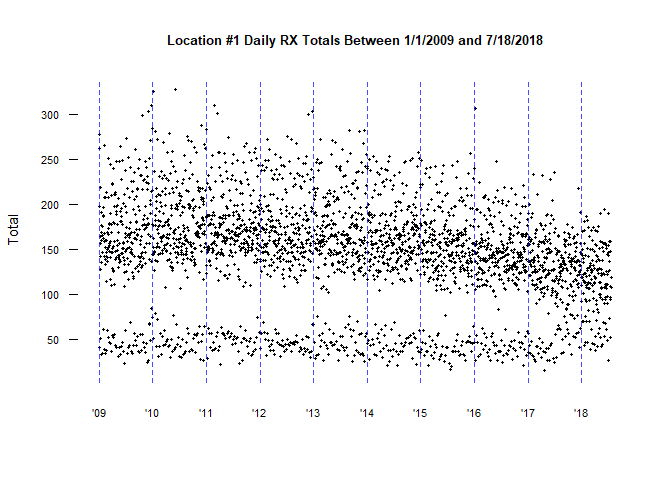 Location #1 Daily RX Totals Between 1/1/2009 and 7/18/2018
Total
300
250
200
150
100
50
'09 '10 '11 '12 '13 '14 '15 '16 '17 '18